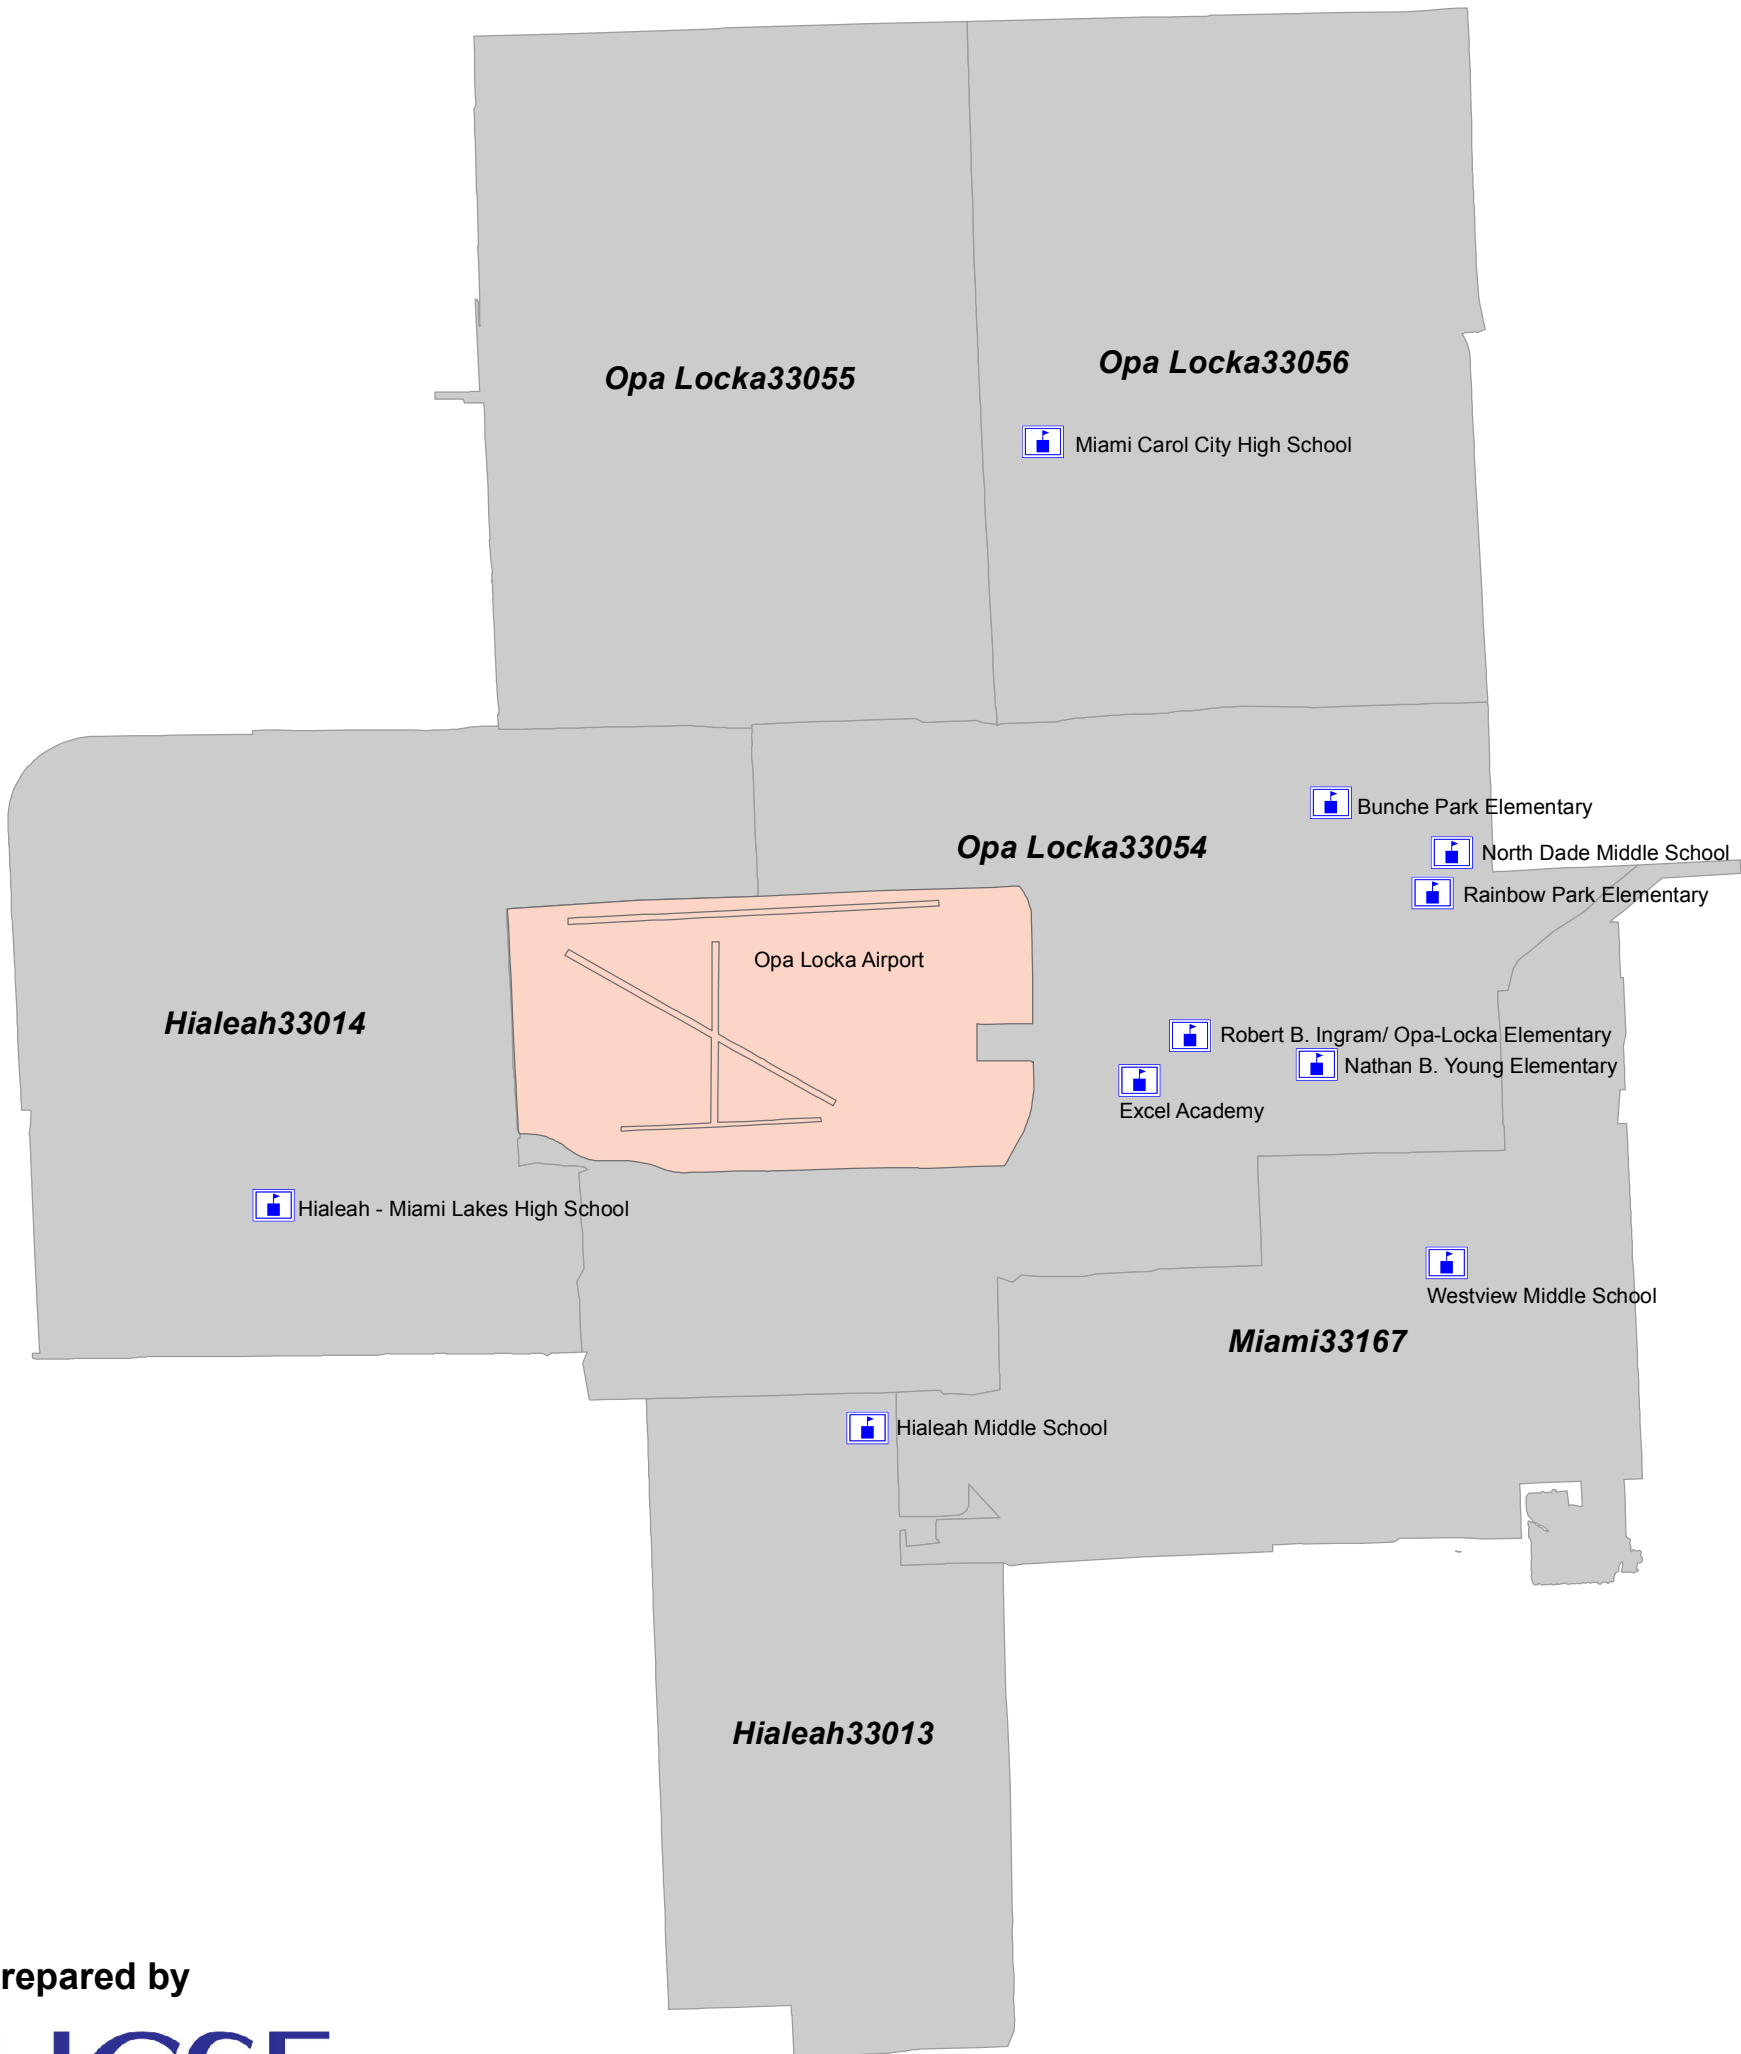 Opa Locka33055
Opa Locka33056
Miami Carol City High School
Bunche Park Elementary
Opa Locka33054
North Dade Middle School
Rainbow Park Elementary
Opa Locka Airport
Hialeah33014
Robert B. Ingram/ Opa-Locka Elementary
Nathan B. Young Elementary
Excel Academy
Hialeah - Miami Lakes High School
Westview Middle School
Miami33167
Hialeah Middle School
Hialeah33013
repared by